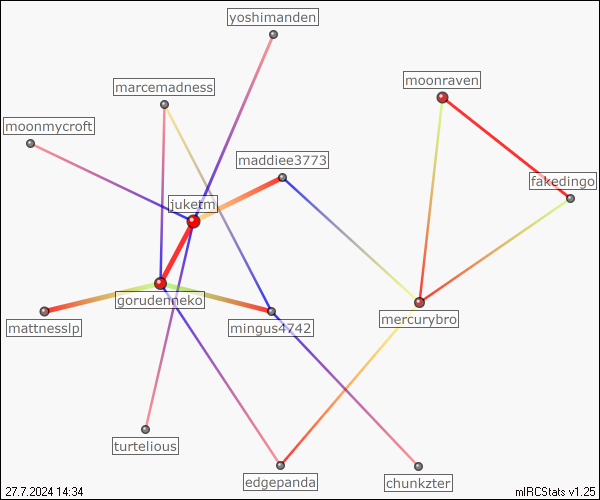 yoshimanden
moonraven
marcemadness
moonmycroft
maddiee3773
fakedingo
juketm
gorudenneko
mattnesslp
mingus4742
mercurybro
turtelious
edgepanda
chunkzter
27.7.2024 14:34
mIRCStats v1.25